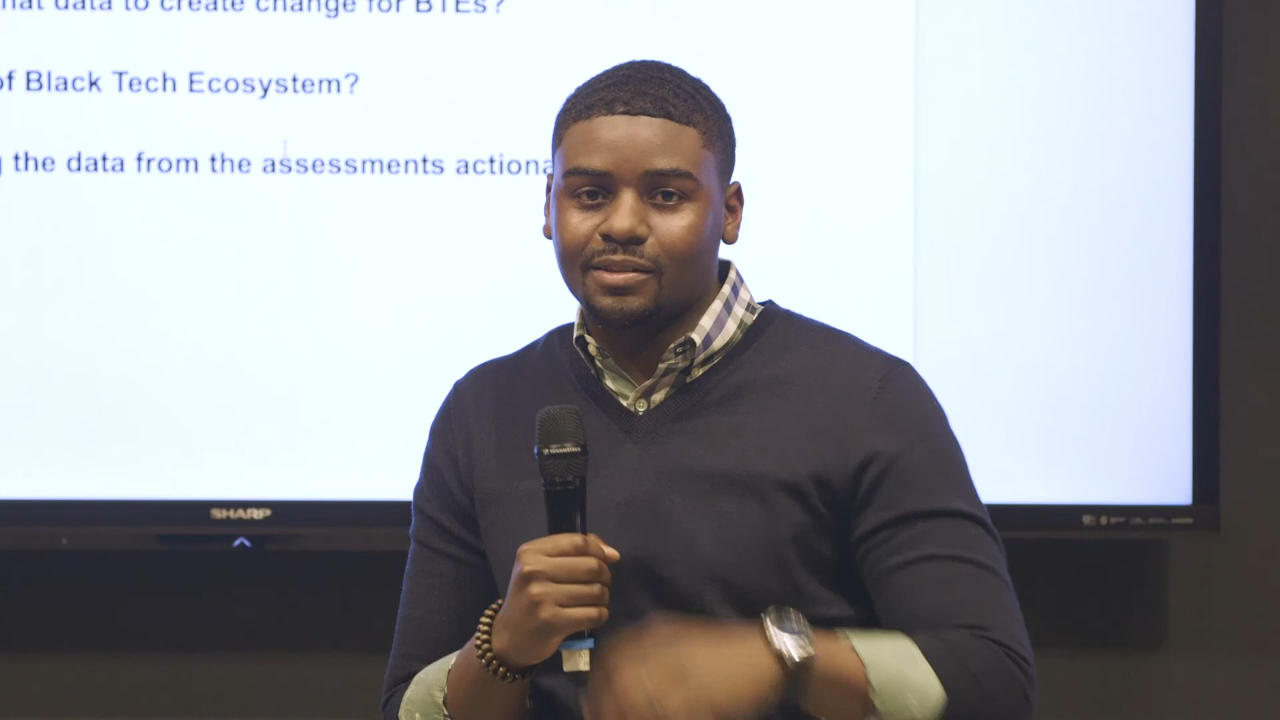 hat data to create change for BTEs?
of Black Tech Ecosystem?
g the data from the assessments actiona
SHARP